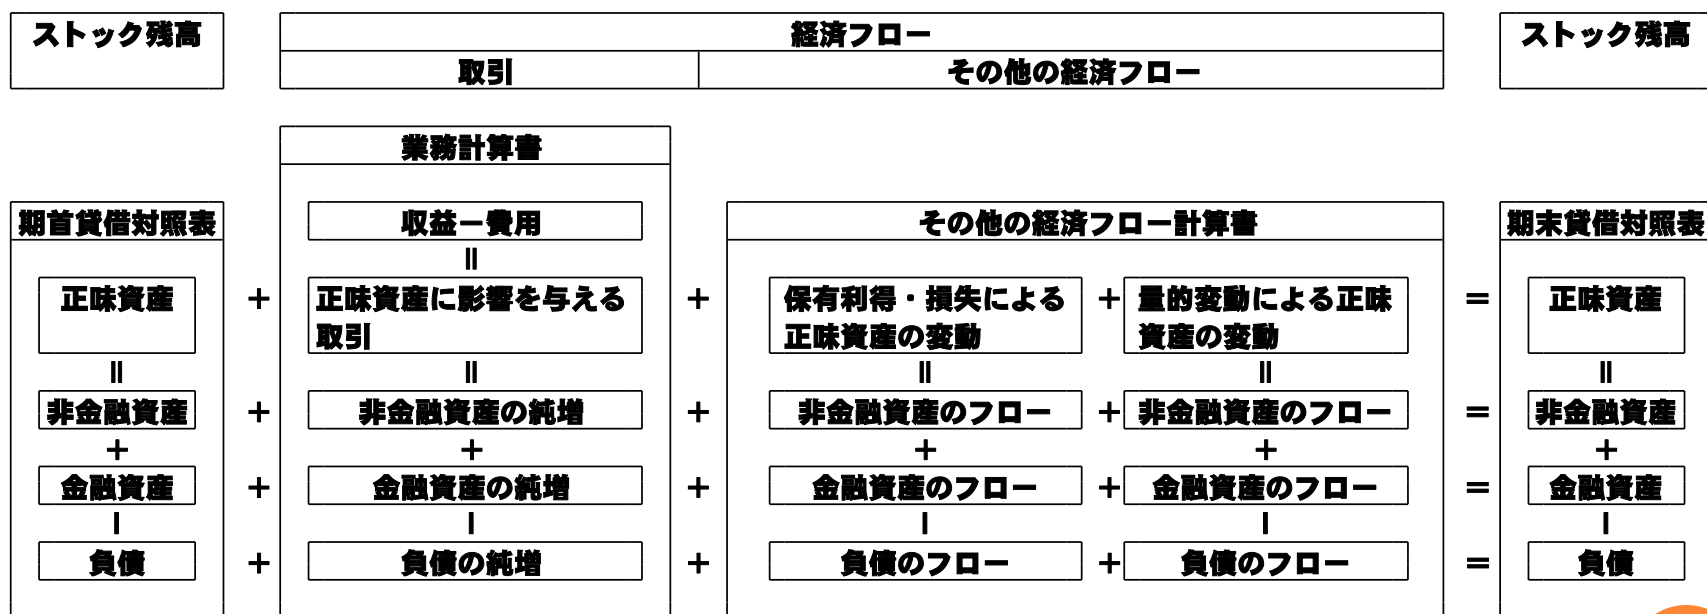 ストック残高 経済フロー ストック残高
取引 その他の経済フロー
業務計算書
期首貸借対照表 収益－費用 その他の経済フロー計算書 期末貸借対照表
＝
正味資産 ＋ 正味資産に影響を与える ＋ 保有利得・損失による ＋ 量的変動による正味 ＝ 正味資産
取引 正味資産の変動 資産の変動
＝ ＝ ＝ ＝ ＝
非金融資産 ＋ 非金融資産の純増 ＋ 非金融資産のフロー ＋ 非金融資産のフロー ＝ 非金融資産
＋ ＋ ＋ ＋ ＋
金融資産 ＋ 金融資産の純増 ＋ 金融資産のフロー ＋ 金融資産のフロー ＝ 金融資産
－ － － － －
負債 ＋ 負債の純増 ＋ 負債のフロー ＋ 負債のフロー ＝ 負債